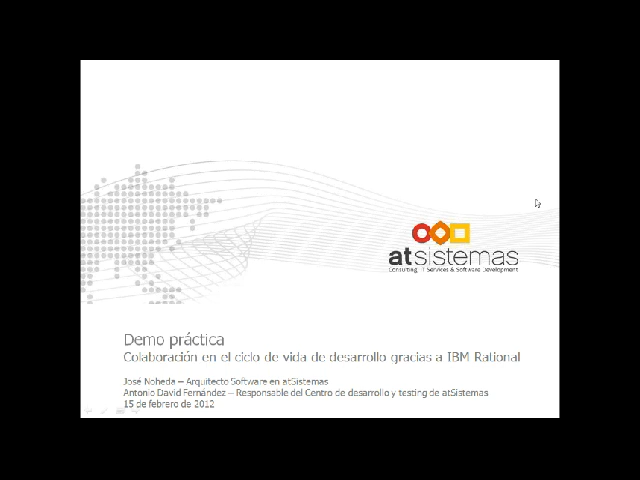 atsistemas
Consulting, IT Services & Software Development
Demo práctica
Colaboración en el ciclo de vida de desarrollo gracias a IBM Rational
José Noheda – Arquitecto Software en atSistemas
Antonio David Fernández – Responsable del Centro de desarrollo y testing de atSistemas
15 de febrero de 2012